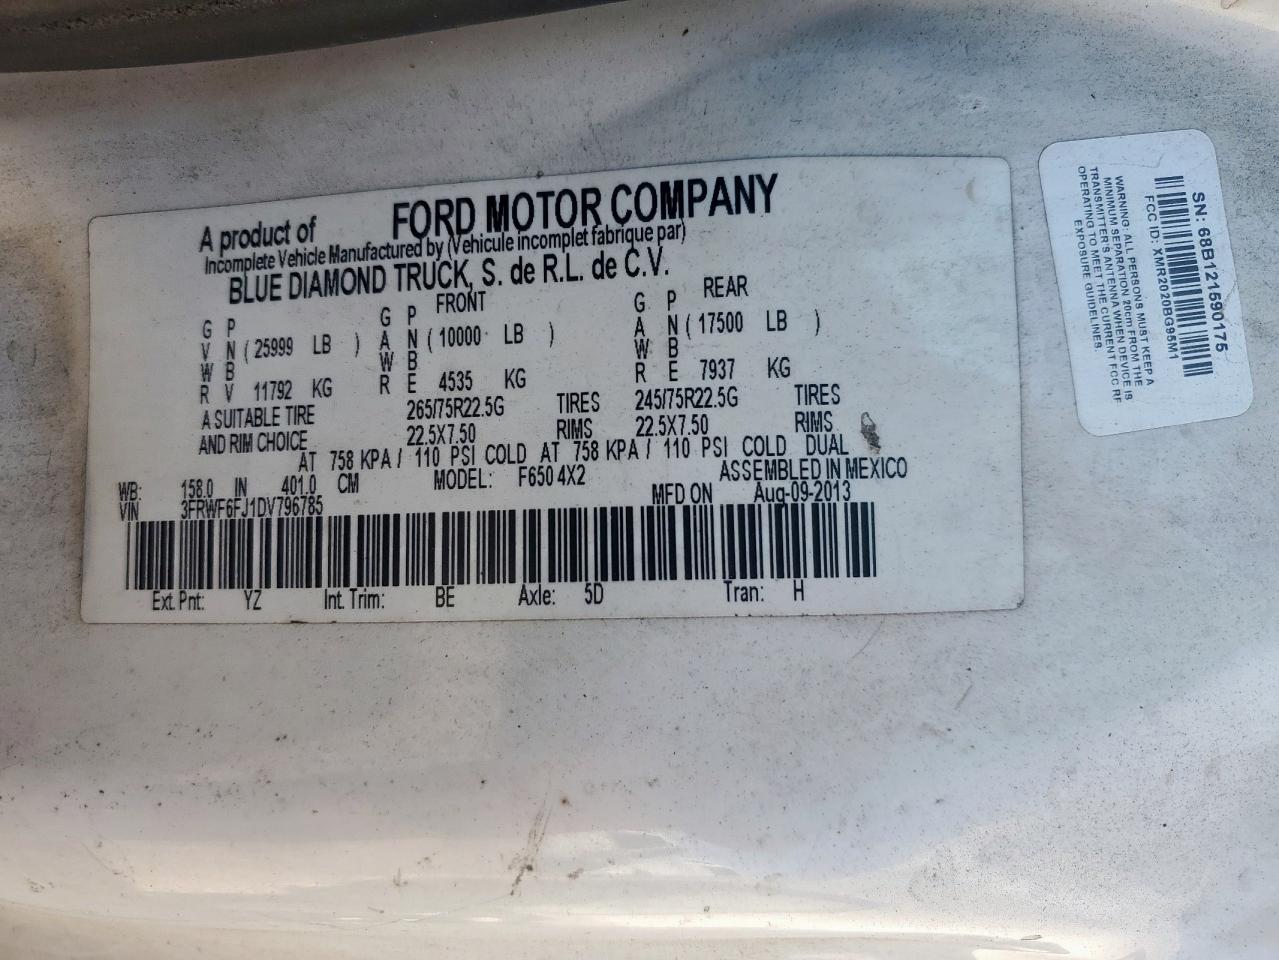 A product of FORD MOTOR COMPANY
Incomplete Vehicle Manufactured by (Vehicule incomplet fabrique par)
BLUE DIAMOND TRUCK, S. de R.L. de C.V.
FRONT REAR
G P G P G P
V N ( 25999 LB ) A N ( 10000 LB ) A N ( 17500 LB )
W B W B W B
R V 11792 KG R E 4535 KG R E 7937 KG
A SUITABLE TIRE 265/75R22.5G TIRES 245/75R22.5G TIRES
AND RIM CHOICE 22.5X7.50 RIMS 22.5X7.50 RIMS
AT 758 KPA / 110 PSI COLD AT 758 KPA / 110 PSI COLD DUAL
WB: 158.0 IN 401.0 CM MODEL: F650 4X2 ASSEMBLED IN MEXICO
VIN 3FRWF6FJ1DV796785 MFD ON Aug-09-2013
Ext. Pnt: YZ Int. Trim: BE Axle: 5D Tran: H
SN: 68B121590175
FCC ID: XMR2020BG95M1
WARNING: ALL PERSONS MUST KEEP A
MINIMUM SEPARATION 20cm FROM THE
TRANSMITTER'S ANTENNA WHEN DEVICE IS
OPERATING TO MEET THE CURRENT FCC RF
EXPOSURE GUIDELINES.